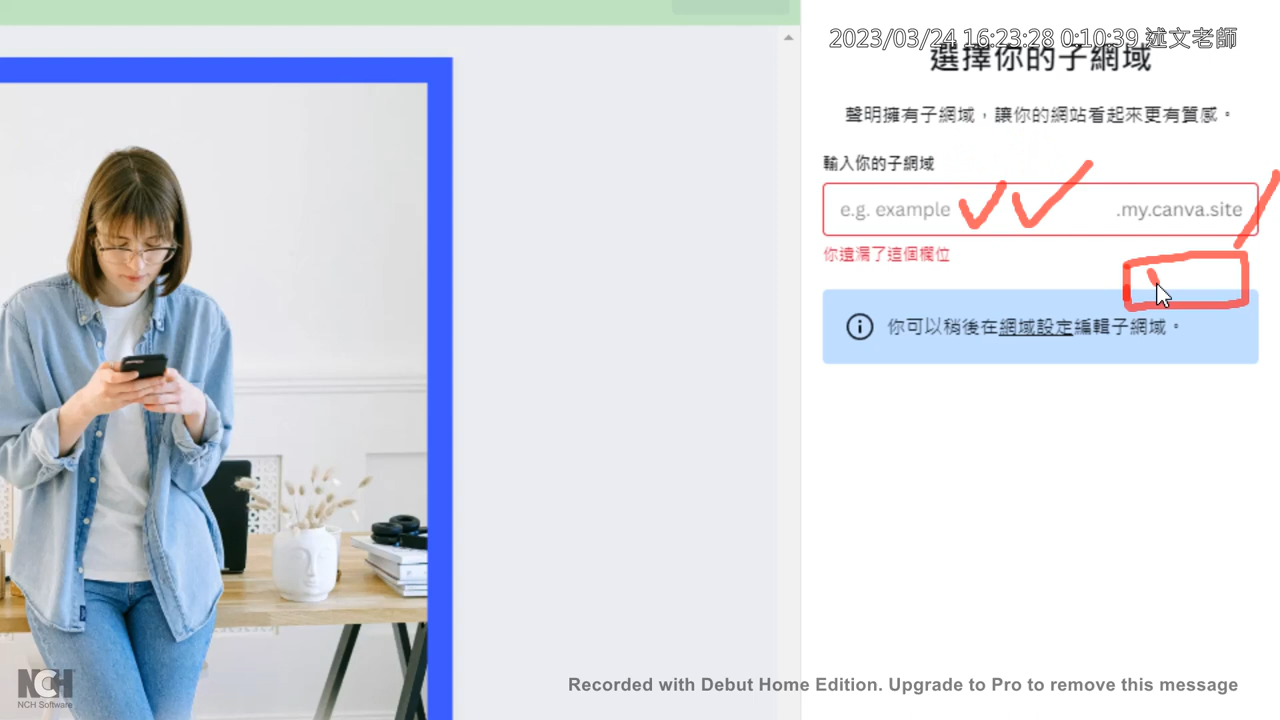 2023/03/24 16:23:28 0:10:39 述文老師
選擇你的子網域
聲明擁有子網域，讓你的網站看起來更有質感。
輸入你的子網域
e.g. example .my.canva.site
你遺漏了這個欄位
你可以稍後在網域設定編輯子網域。
NCH
NCH Software
Recorded with Debut Home Edition. Upgrade to Pro to remove this message